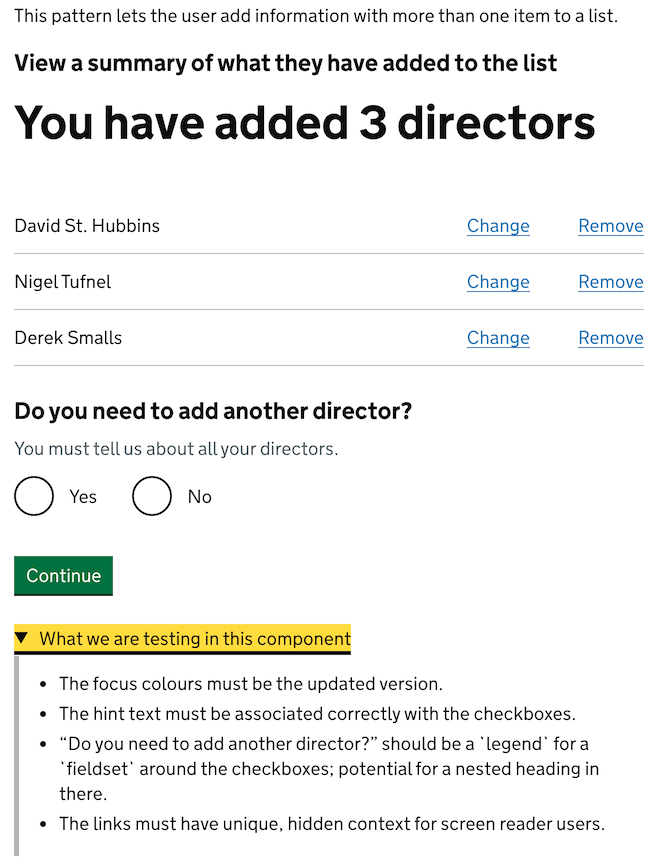 This pattern lets the user add information with more than one item to a list.
View a summary of what they have added to the list
You have added 3 directors
David St. Hubbins Change Remove
Nigel Tufnel Change Remove
Derek Smalls Change Remove
Do you need to add another director?
You must tell us about all your directors.
Yes No
Continue
▼ What we are testing in this component
• The focus colours must be the updated version.
• The hint text must be associated correctly with the checkboxes.
• “Do you need to add another director?” should be a `legend` for a
`fieldset` around the checkboxes; potential for a nested heading in
there.
• The links must have unique, hidden context for screen reader users.